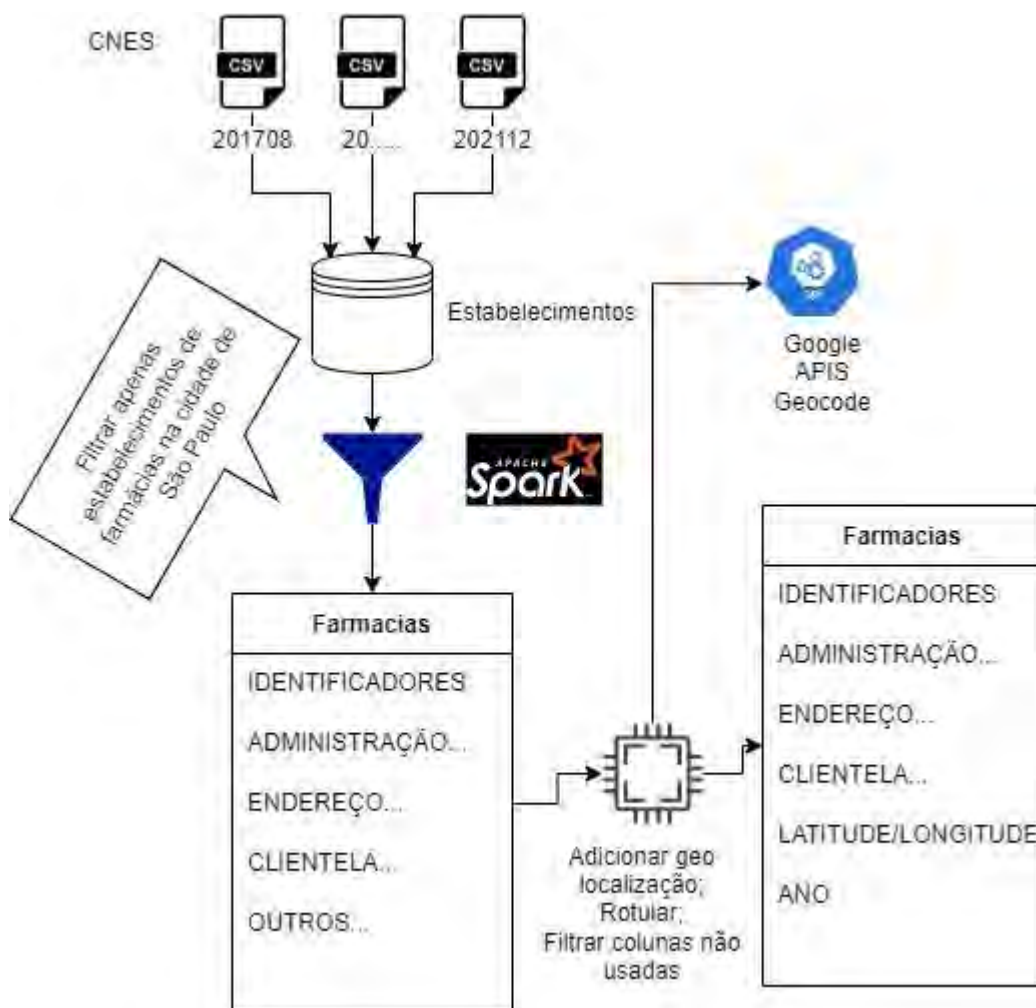 CNES
CSV
CSV
CSV
201708
20.....
202112
Estabelecimentos
Filtrar apenas
estabelecimentos de
farmácias na cidade de
São Paulo
APACHE
Spark
Google
APIS
Geocode
Farmacias
IDENTIFICADORES
ADMINISTRAÇÃO...
ENDEREÇO...
CLIENTELA...
OUTROS...
Adicionar geo
localização;
Rotular;
Filtrar colunas não
usadas
Farmacias
IDENTIFICADORES
ADMINISTRAÇÃO...
ENDEREÇO...
CLIENTELA...
LATITUDE/LONGITUDE
ANO